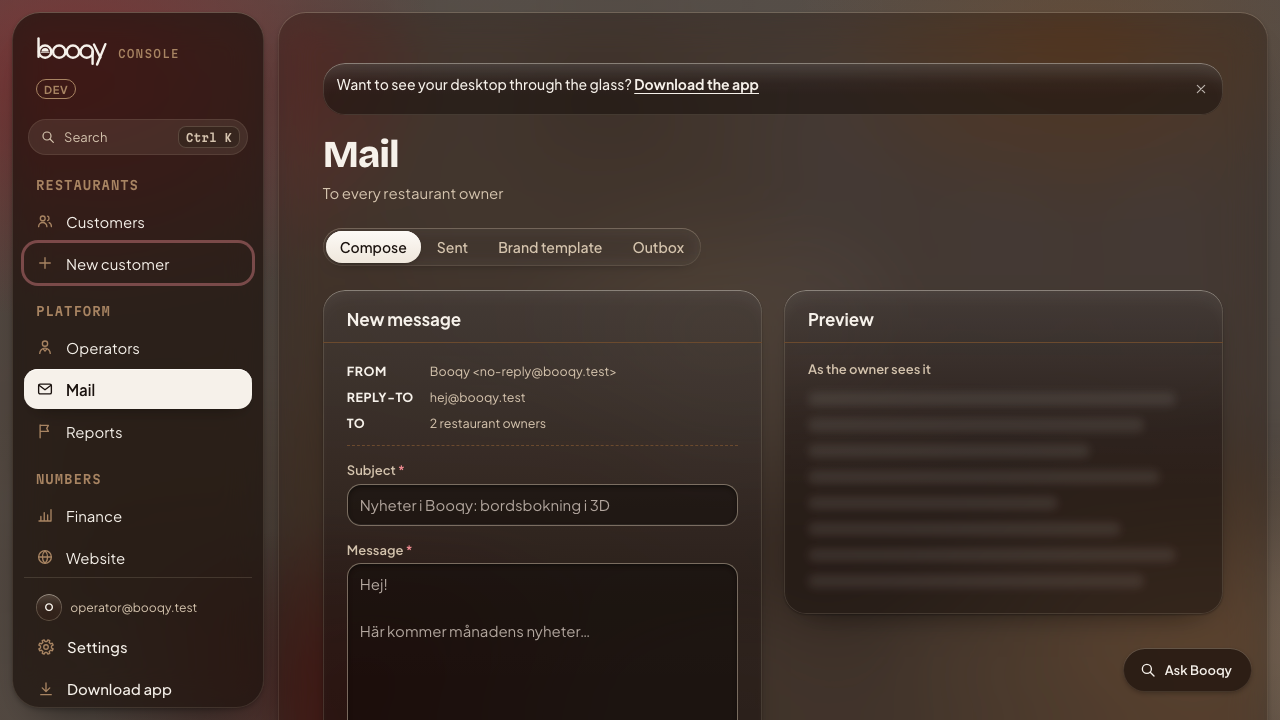 booqy CONSOLE
DEV
Search Ctrl K
RESTAURANTS
Customers
New customer
PLATFORM
Operators
Mail
Reports
NUMBERS
Finance
Website
O operator@booqy.test
Settings
Download app
Want to see your desktop through the glass? Download the app
Mail
To every restaurant owner
Compose Sent Brand template Outbox
New message
FROM Booqy <no-reply@booqy.test>
REPLY-TO hej@booqy.test
TO 2 restaurant owners
Subject *
Nyheter i Booqy: bordsbokning i 3D
Message *
Hej!
Här kommer månadens nyheter…
Preview
As the owner sees it
Ask Booqy